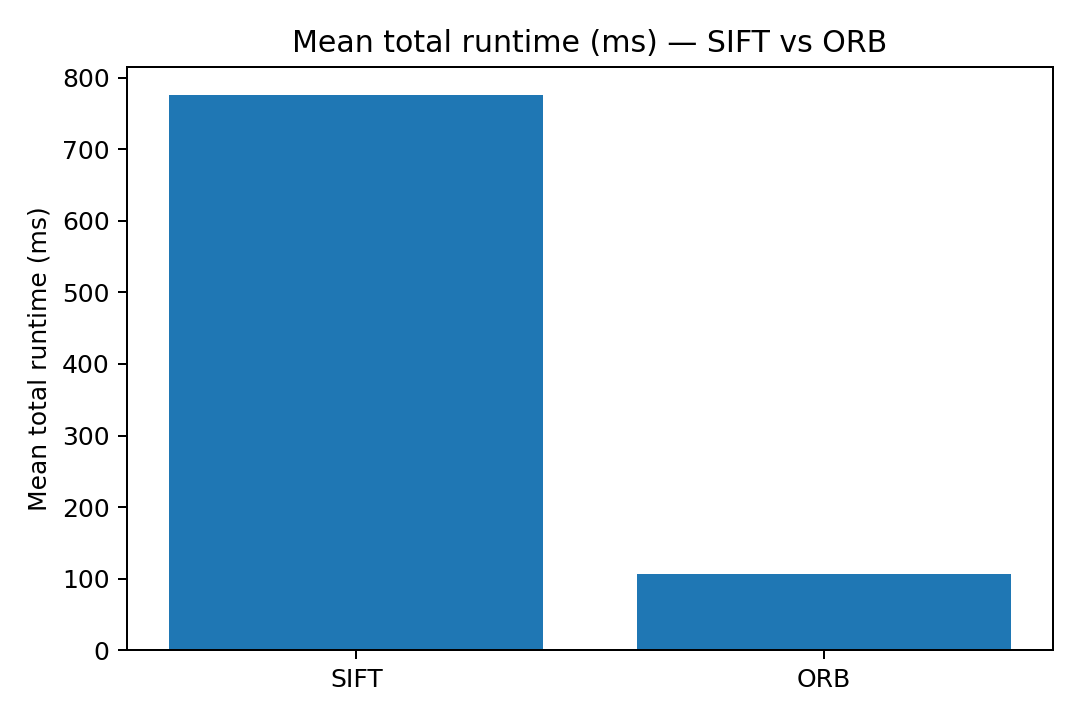 Mean total runtime (ms) — SIFT vs ORB
Mean total runtime (ms)
800
700
600
500
400
300
200
100
0
SIFT
ORB